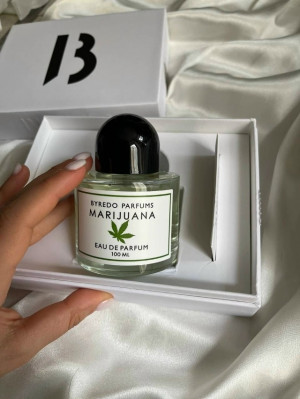 B
BYREDO PARFUMS
MARIJUANA
EAU DE PARFUM
100 ML